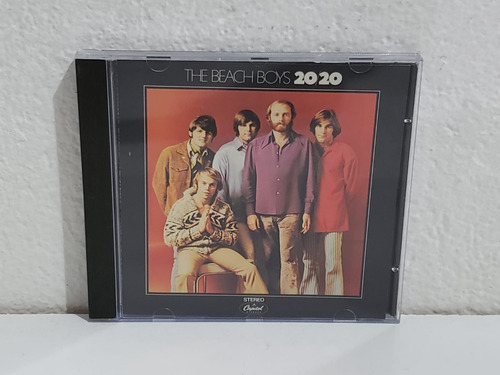 THE BEACH BOYS 20 20
STEREO
Capitol